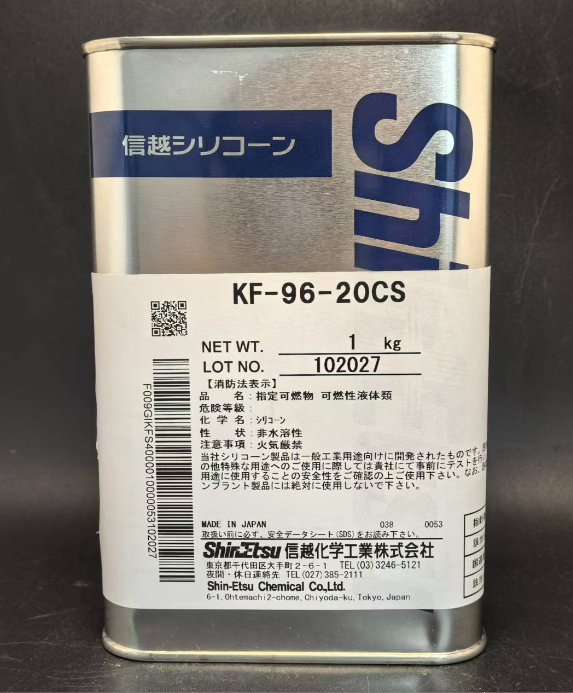 信越シリコーン
Shi
KF-96-20CS
NET WT. 1 kg
LOT NO. 102027
【消防法表示】
品 名:指定可燃物 可燃性液体類
危険等級:
化学名:シリコーン
性 状:非水溶性
注意事項:火気厳禁
当社シリコーン製品は一般工業用途向けに開発されたものです。
の他特殊な用途へのご使用に際しては貴社にて事前にテストを行
用途に使用することの安全性をご確認の上ご使用下さい。なお、
ンプラント製品には絶対に使用しないで下さい。
F009GIKFS40000010000053102027
MADE IN JAPAN 038 0053
取扱い前に必ず、安全データシート(SDS)をお読み下さい。
ShinEtsu 信越化学工業株式会社
東京都千代田区大手町2-6-1 TEL(03)3246-5121
夜間・休日連絡先 TEL(027)385-2111
Shin-Etsu Chemical Co.,Ltd.
6-1,Ohtemachi2-chome,Chiyoda-ku,Tokyo,Japan